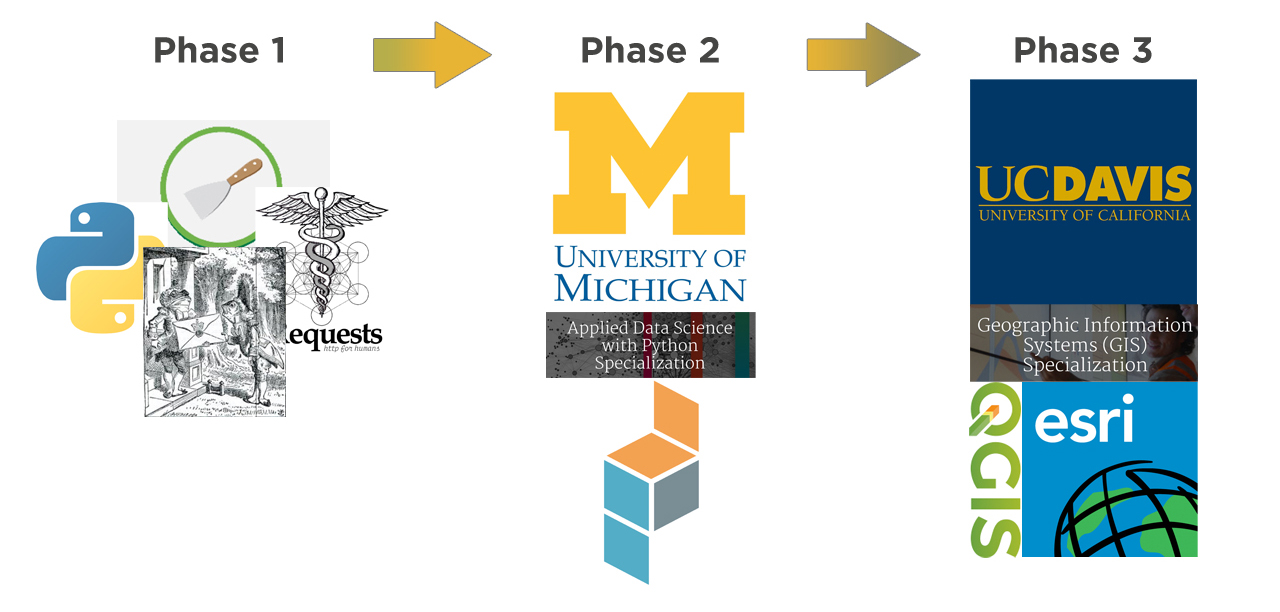 Phase 1
Phase 2
Phase 3
equests
http for humans
UNIVERSITY OF
MICHIGAN
Applied Data Science
with Python
Specialization
UCDAVIS
UNIVERSITY OF CALIFORNIA
Geographic Information
Systems (GIS)
Specialization
QGIS
esri